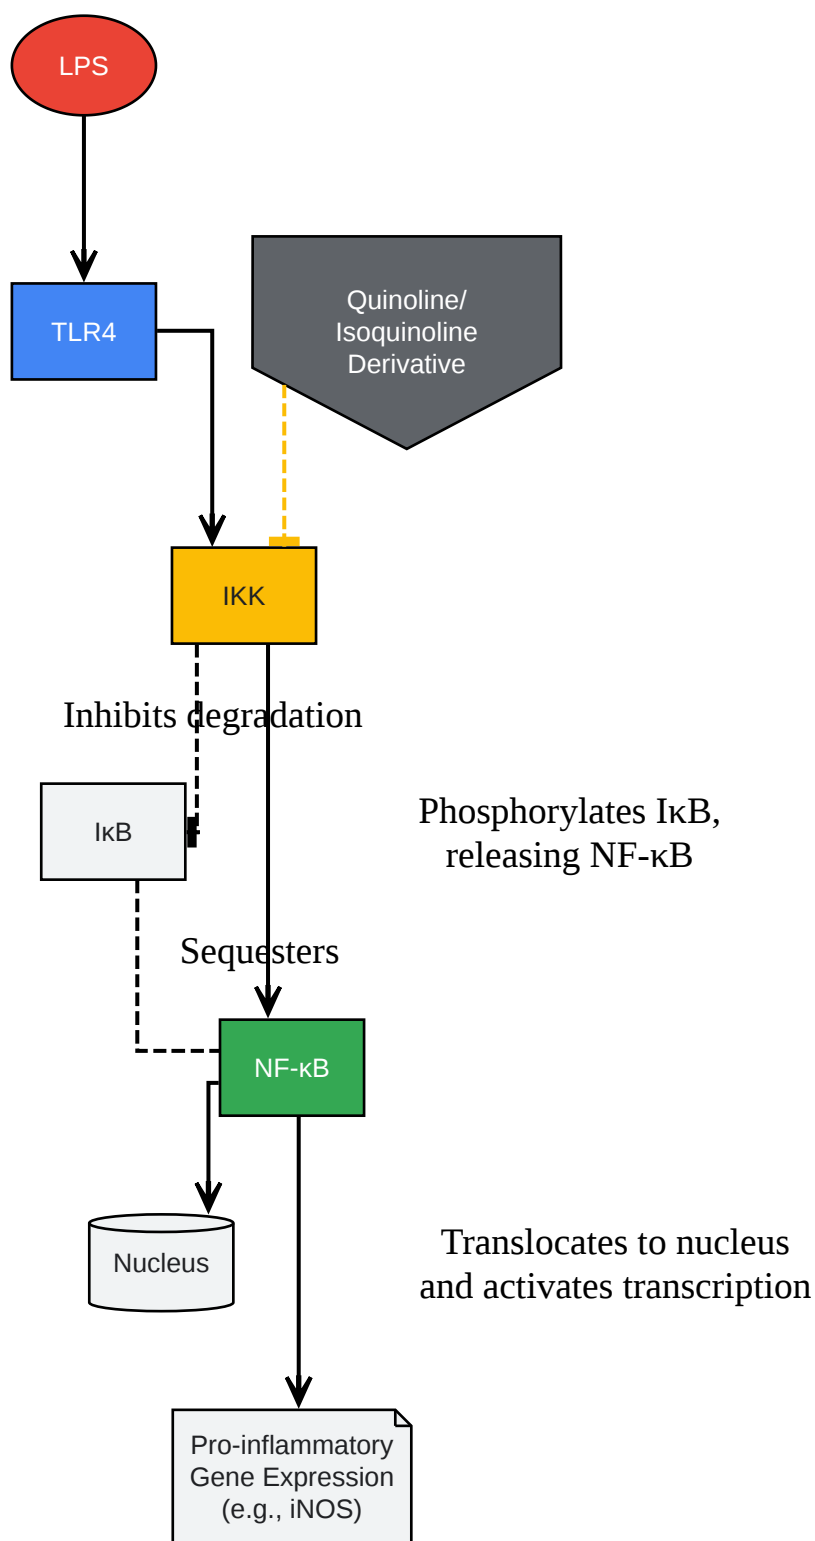 LPS
TLR4
Quinoline/
Isoquinoline
Derivative
IKK
Inhibits degradation
Phosphorylates IκB,
releasing NF-κB
IκB
Sequesters
NF-κB
Nucleus
Translocates to nucleus
and activates transcription
Pro-inflammatory
Gene Expression
(e.g., iNOS)